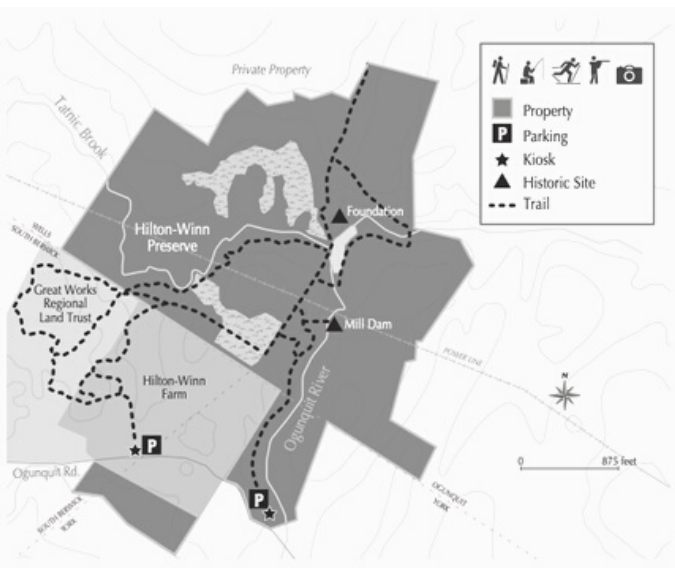 Private Property
Tatnic Brook
Property
P
Parking
Kiosk
Historic Site
Trail
Foundation
Hilton-Winn
Preserve
WELLS
SOUTH BERWICK
Great Works
Regional
Land Trust
Mill Dam
POWER LINE
Hilton-Winn
Farm
Ogunquit River
N
P
0
875 feet
Ogunquit Rd.
P
SOUTH BERWICK
YORK
OGUNQUIT
YORK